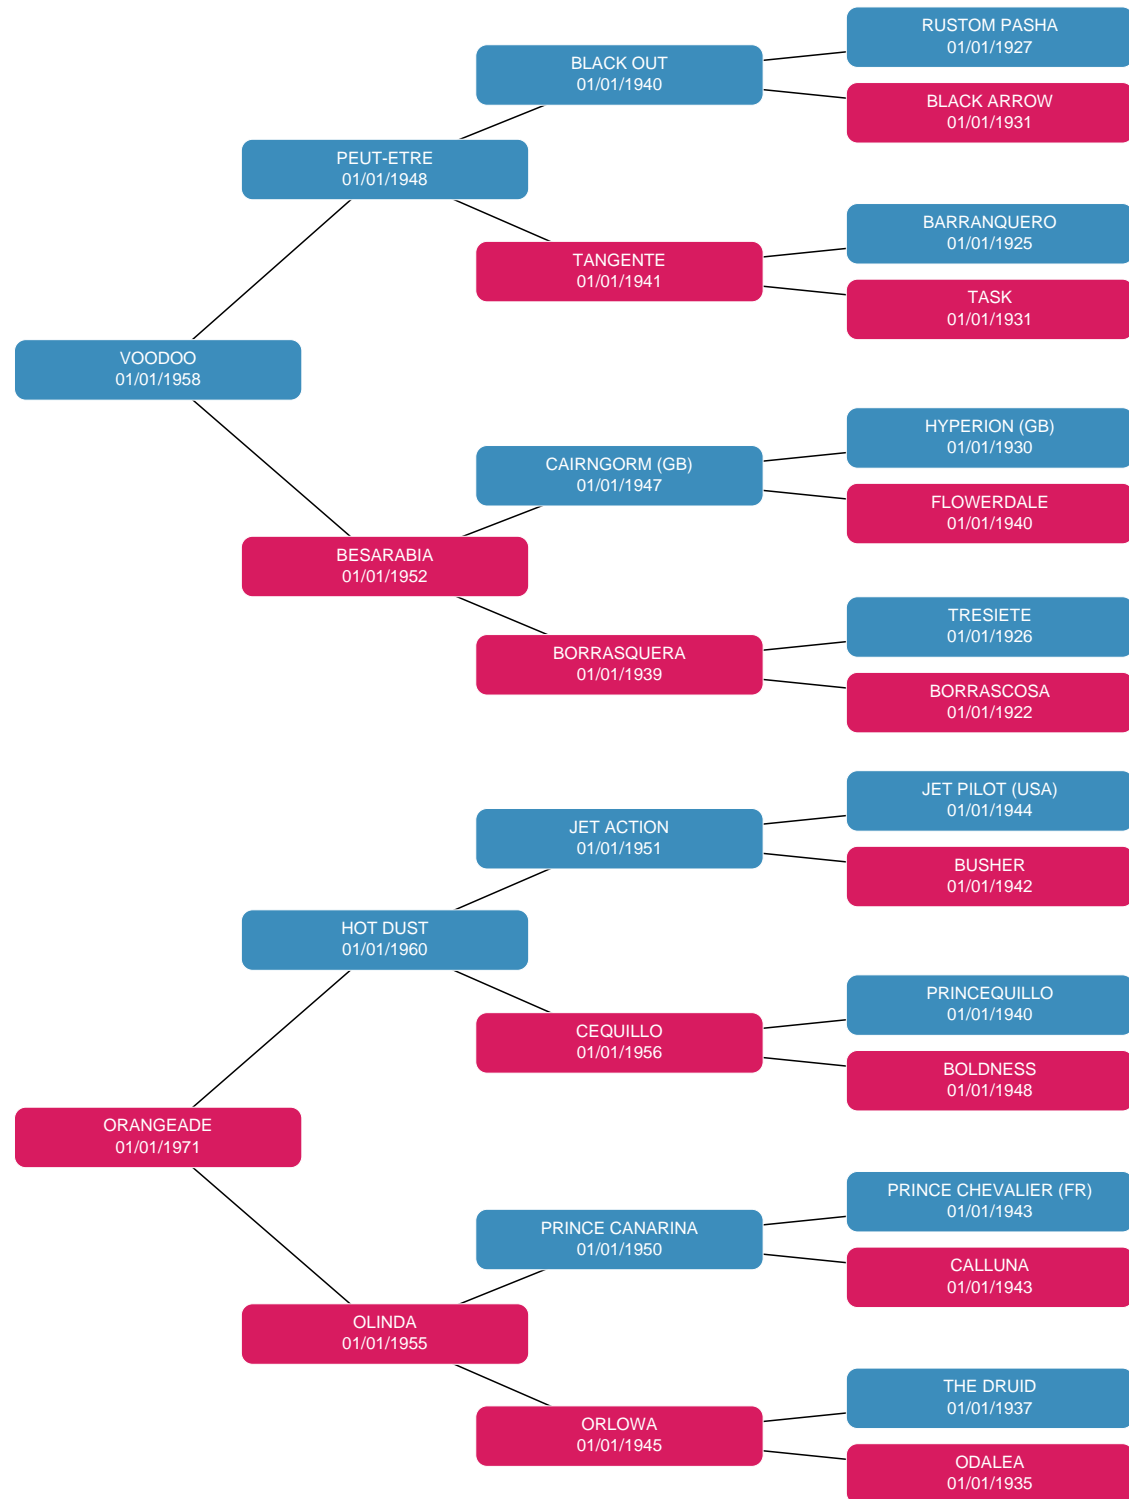 RUSTOM PASHA
01/01/1927
BLACK OUT
01/01/1940
BLACK ARROW
01/01/1931
PEUT-ETRE
01/01/1948
BARRANQUERO
01/01/1925
TANGENTE
01/01/1941
TASK
01/01/1931
VOODOO
01/01/1958
HYPERION (GB)
01/01/1930
CAIRNGORM (GB)
01/01/1947
FLOWERDALE
01/01/1940
BESARABIA
01/01/1952
TRESIETE
01/01/1926
BORRASQUERA
01/01/1939
BORRASCOSA
01/01/1922
JET PILOT (USA)
01/01/1944
JET ACTION
01/01/1951
BUSHER
01/01/1942
HOT DUST
01/01/1960
PRINCEQUILLO
01/01/1940
CEQUILLO
01/01/1956
BOLDNESS
01/01/1948
ORANGEADE
01/01/1971
PRINCE CHEVALIER (FR)
01/01/1943
PRINCE CANARINA
01/01/1950
CALLUNA
01/01/1943
OLINDA
01/01/1955
THE DRUID
01/01/1937
ORLOWA
01/01/1945
ODALEA
01/01/1935